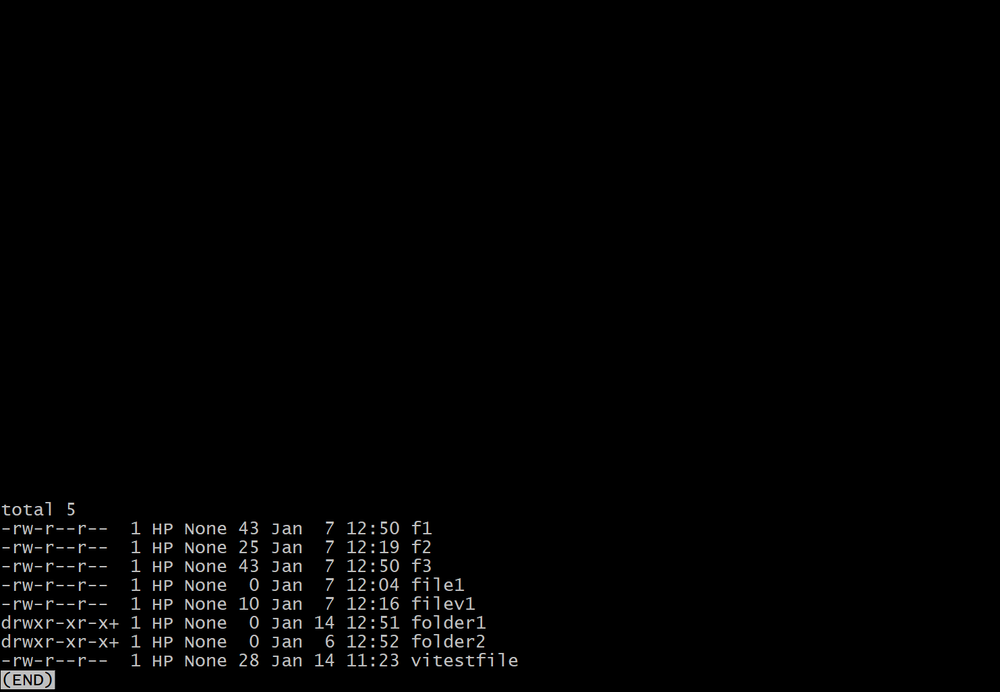 total 5
-rw-r--r--  1 HP None 43 Jan  7 12:50 f1
-rw-r--r--  1 HP None 25 Jan  7 12:19 f2
-rw-r--r--  1 HP None 43 Jan  7 12:50 f3
-rw-r--r--  1 HP None  0 Jan  7 12:04 file1
-rw-r--r--  1 HP None 10 Jan  7 12:16 filev1
drwxr-xr-x+ 1 HP None  0 Jan 14 12:51 folder1
drwxr-xr-x+ 1 HP None  0 Jan  6 12:52 folder2
-rw-r--r--  1 HP None 28 Jan 14 11:23 vitestfile
(END)